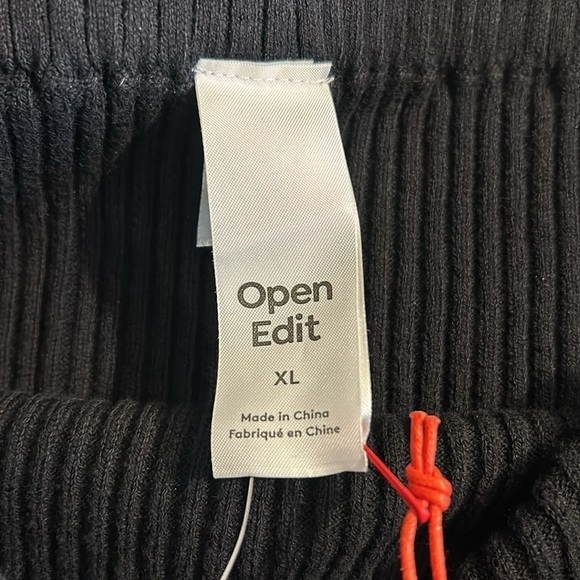 Open
Edit
XL
Made in China
Fabriqué en Chine